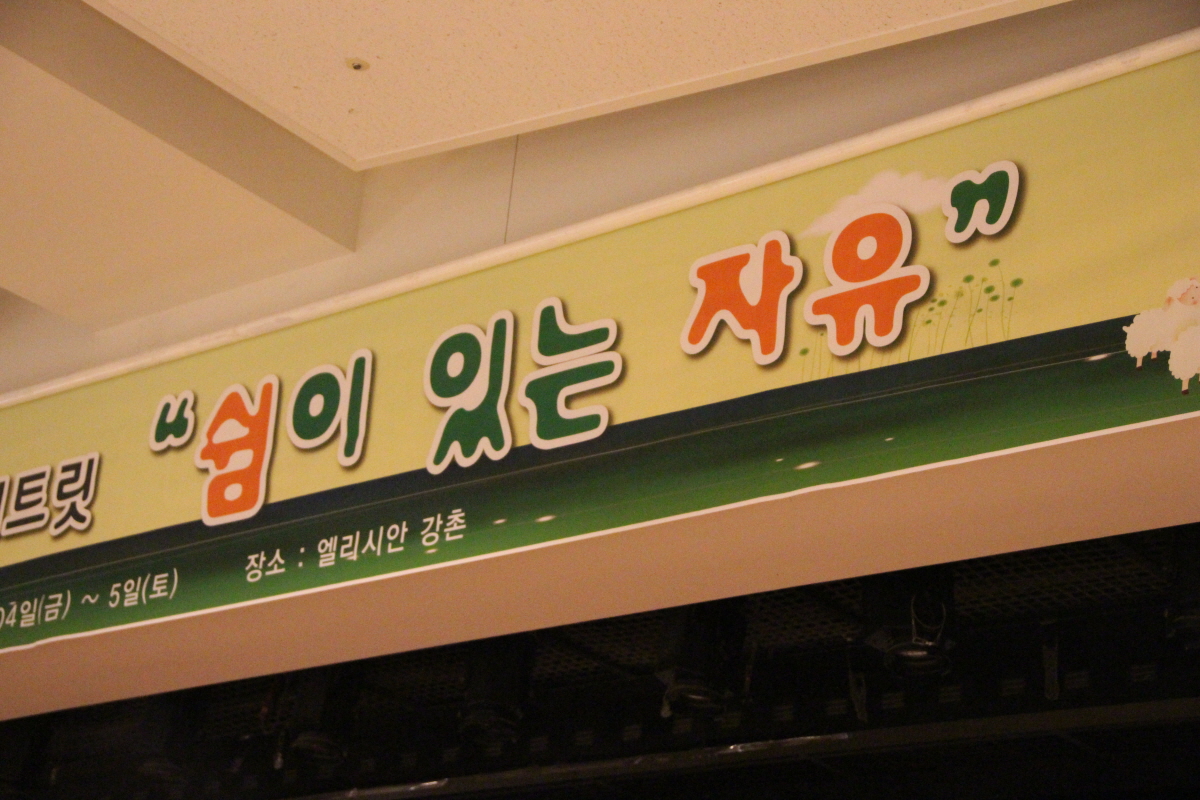 트릿 “쉼이 있는 자유”
04일(금) ~ 5일(토) 장소 : 엘리시안 강촌